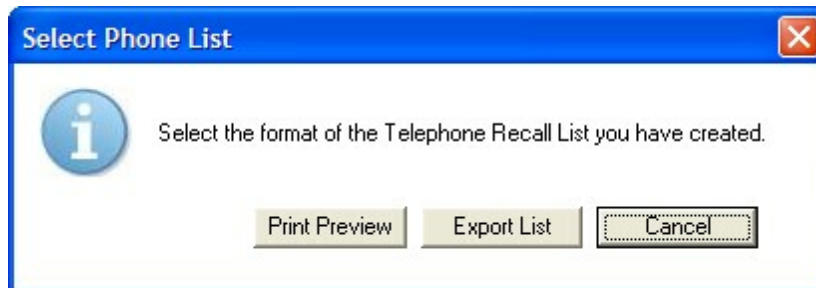 Select Phone List
Select the format of the Telephone Recall List you have created.
Print Preview Export List Cancel